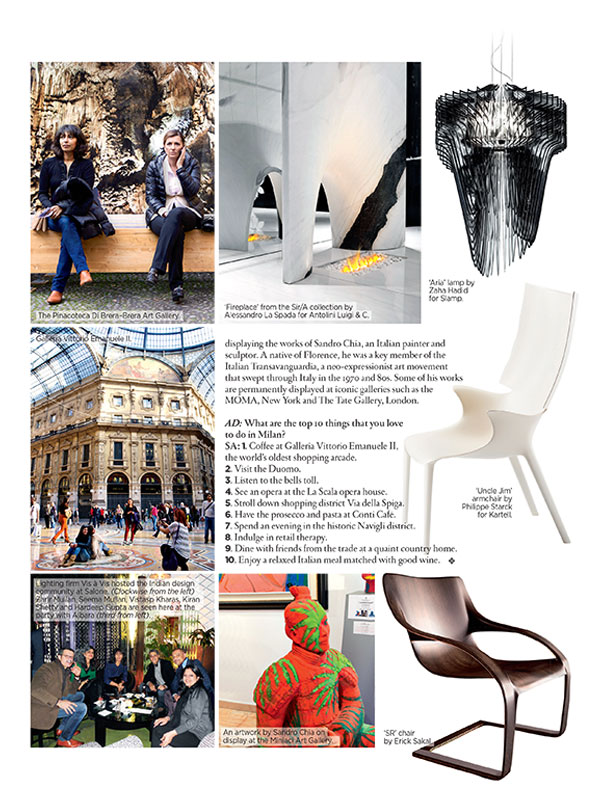 'Aria' lamp by
Zaha Hadid
for Slamp.
The Pinacoteca Di Brera-Brera Art Gallery.
'Fireplace' from the Sir/A collection by
Alessandro La Spada for Antolini Luigi & C.
Galleria Vittorio Emanuele II.
displaying the works of Sandro Chia, an Italian painter and
sculptor. A native of Florence, he was a key member of the
Italian Transavanguardia, a neo-expressionist art movement
that swept through Italy in the 1970 and 80s. Some of his works
are permanently displayed at iconic galleries such as the
MOMA, New York and The Tate Gallery, London.
AD: What are the top 10 things that you love
to do in Milan?
SA: 1. Coffee at Galleria Vittorio Emanuele II,
the world's oldest shopping arcade.
2. Visit the Duomo.
3. Listen to the bells toll.
4. See an opera at the La Scala opera house.
5. Stroll down shopping district Via della Spiga.
6. Have the prosecco and pasta at Conti Café.
7. Spend an evening in the historic Navigli district.
8. Indulge in retail therapy.
9. Dine with friends from the trade at a quaint country home.
10. Enjoy a relaxed Italian meal matched with good wine.
'Uncle Jim'
armchair by
Philippe Starck
for Kartell.
Lighting firm Vis à Vis hosted the Indian design
community at Salone. (Clockwise from the left)
Zarir Mullan, Seema Mullan, Vistasp Kharas, Kiran
Shetty and Hardeep Gupta are seen here at the
party with Albara (third from left).
An artwork by Sandro Chia on
display at the Miniaci Art Gallery.
'SR' chair
by Erick Sakal.